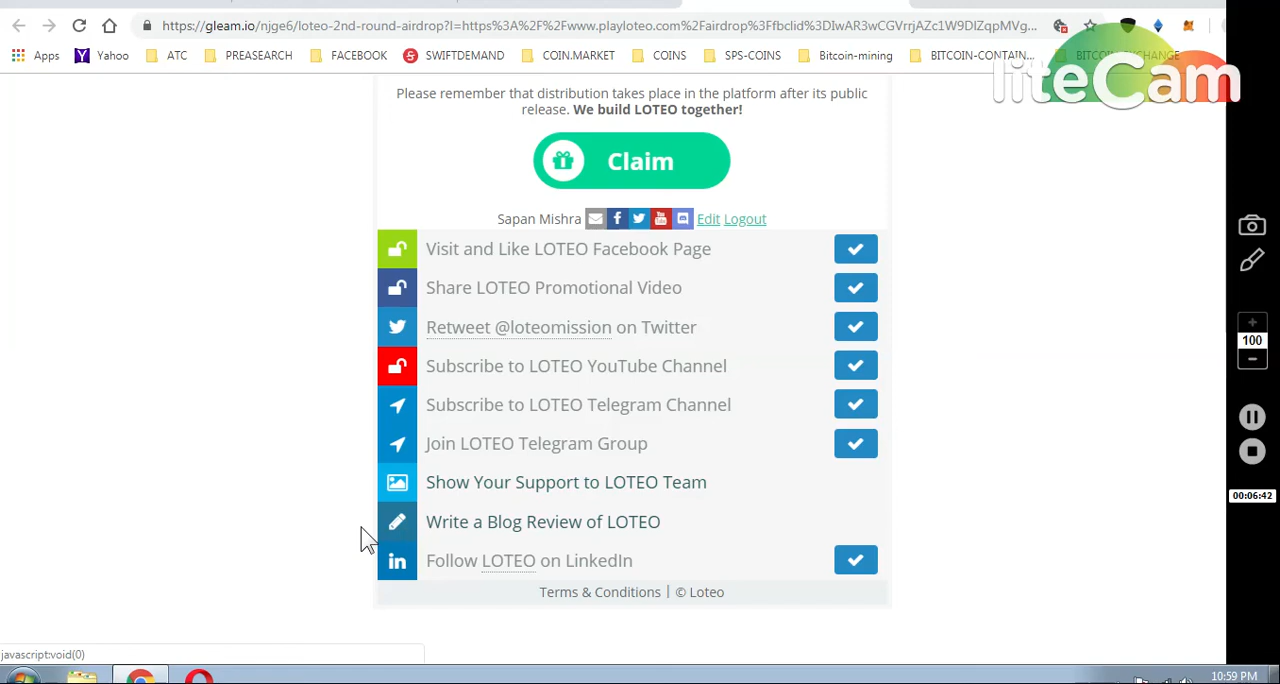 https://gleam.io/njge6/loteo-2nd-round-airdrop?l=https%3A%2F%2Fwww.playloteo.com%2Fairdrop%3Ffbclid%3DIwAR3wCGVrrjAZc1W9DlZqpMVg...
Apps Yahoo ATC PREASEARCH FACEBOOK SWIFTDEMAND COIN.MARKET COINS SPS-COINS Bitcoin-mining BITCOIN-CONTAIN... BITCOIN-EXCHANGE
liteCam
Please remember that distribution takes place in the platform after its public
release. We build LOTEO together!
Claim
Sapan Mishra Edit Logout
Visit and Like LOTEO Facebook Page
Share LOTEO Promotional Video
Retweet @loteomission on Twitter
Subscribe to LOTEO YouTube Channel
Subscribe to LOTEO Telegram Channel
Join LOTEO Telegram Group
Show Your Support to LOTEO Team
Write a Blog Review of LOTEO
Follow LOTEO on LinkedIn
Terms & Conditions | © Loteo
100
00:06:42
javascript:void(0)
10:59 PM